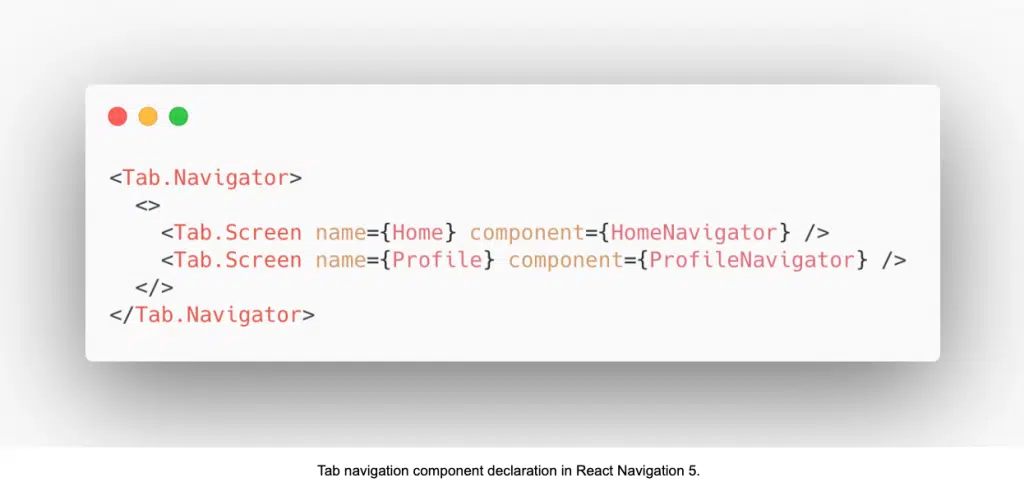 <Tab.Navigator>
  <>
    <Tab.Screen name={Home} component={HomeNavigator} />
    <Tab.Screen name={Profile} component={ProfileNavigator} />
  </>
</Tab.Navigator>
Tab navigation component declaration in React Navigation 5.